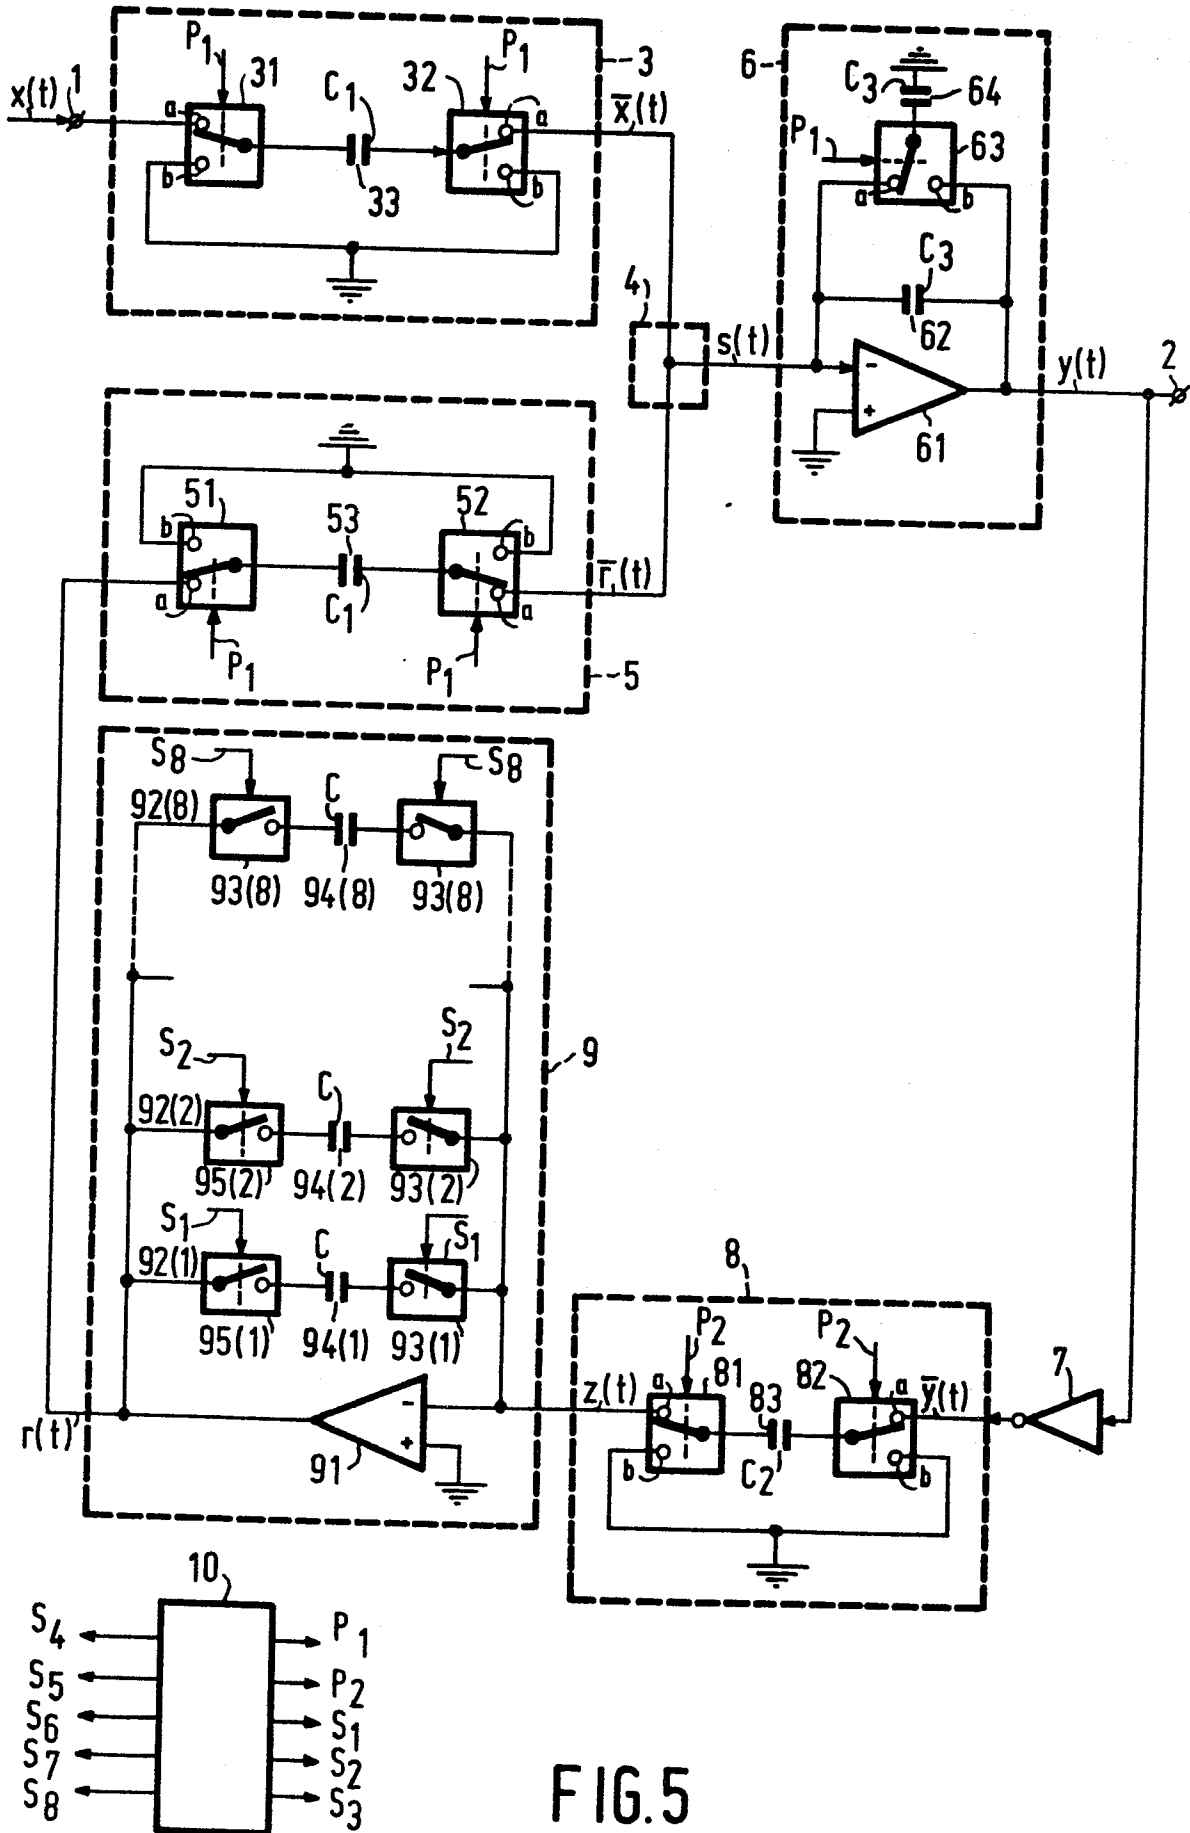 x(t)
1
P1
31
C1
32
P1
3
x̄(t)
a
b
33
a
b
6
C3
64
P1
63
a
b
C3
62
4
s(t)
-
+
61
y(t)
2
51
b
a
53
C1
52
b
a
r̄(t)
P1
P1
5
S8
C
S8
92(8)
93(8)
94(8)
93(8)
S2
C
S2
9
92(2)
95(2)
94(2)
93(2)
S1
C
S1
92(1)
95(1)
94(1)
93(1)
r(t)
-
+
91
8
P2
P2
z(t)
a
81
83
82
a
ȳ(t)
7
b
C2
b
10
S4
P1
S5
P2
S6
S1
S7
S2
S8
S3
FIG.5